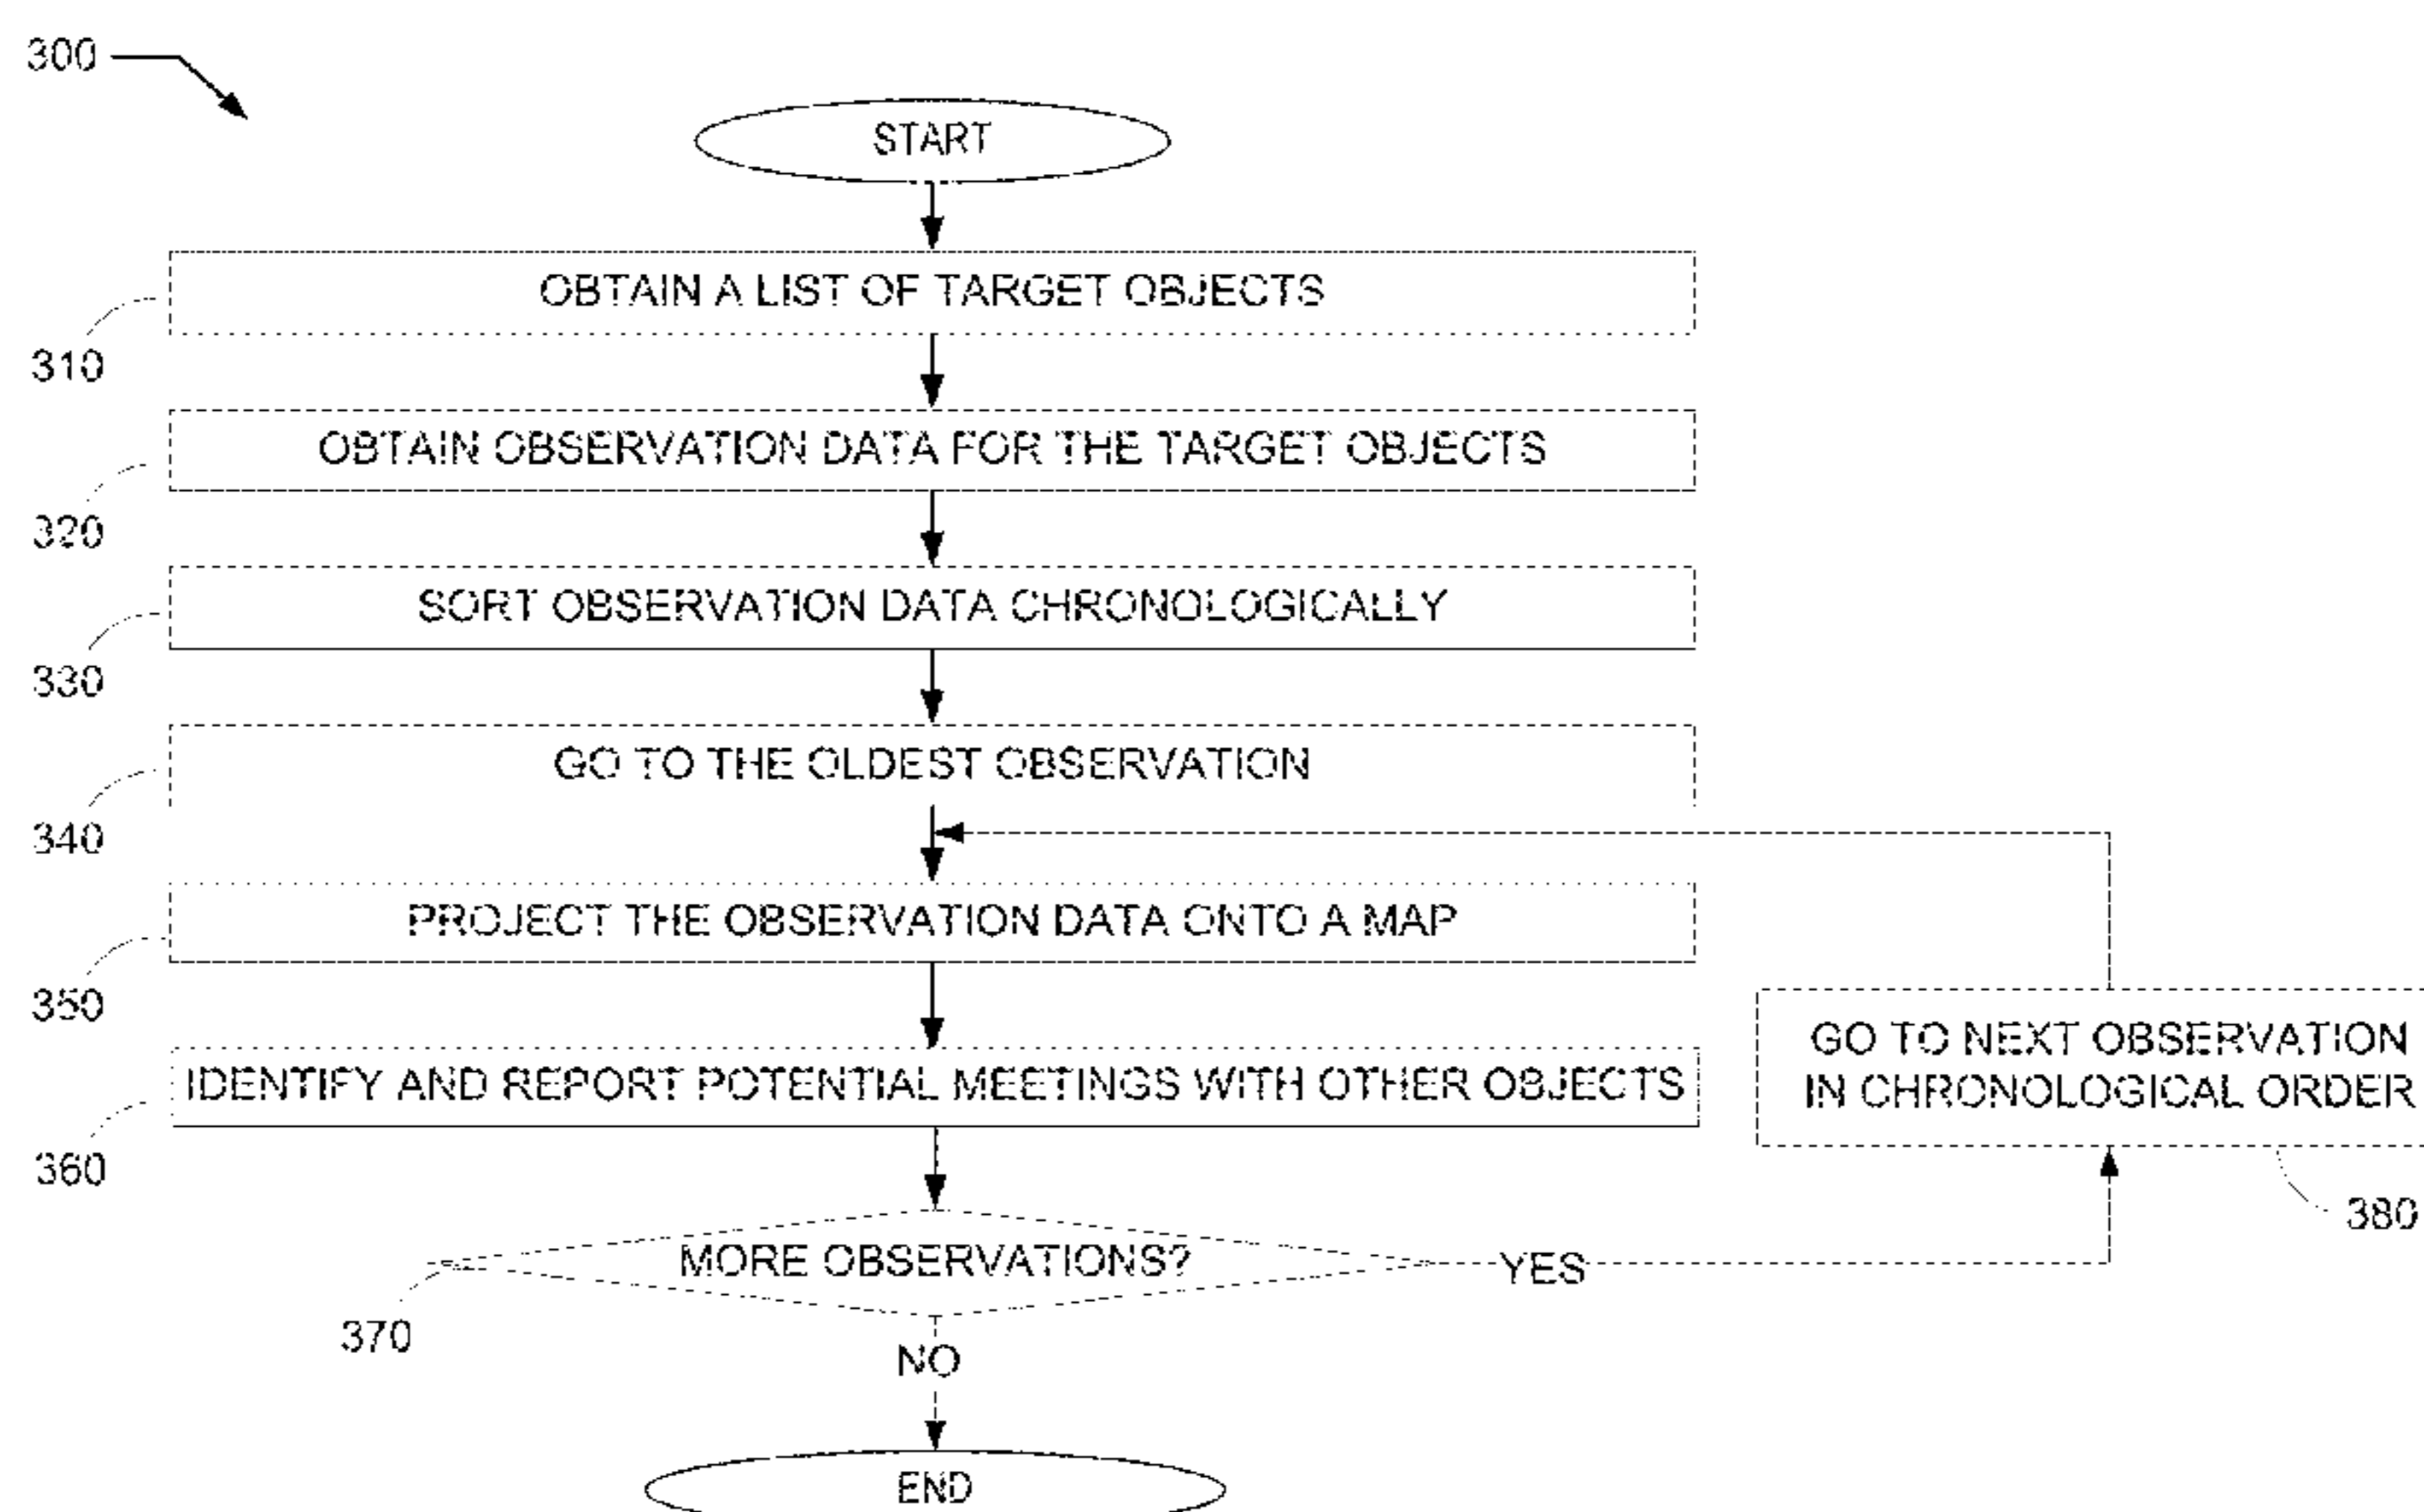 300
START
OBTAIN A LIST OF TARGET OBJECTS
310
OBTAIN OBSERVATION DATA FOR THE TARGET OBJECTS
320
SORT OBSERVATION DATA CHRONOLOGICALLY
330
GO TO THE OLDEST OBSERVATION
340
PROJECT THE OBSERVATION DATA ONTO A MAP
350
IDENTIFY AND REPORT POTENTIAL MEETINGS WITH OTHER OBJECTS
360
MORE OBSERVATIONS?
370
YES
GO TO NEXT OBSERVATION
IN CHRONOLOGICAL ORDER
380
NO
END